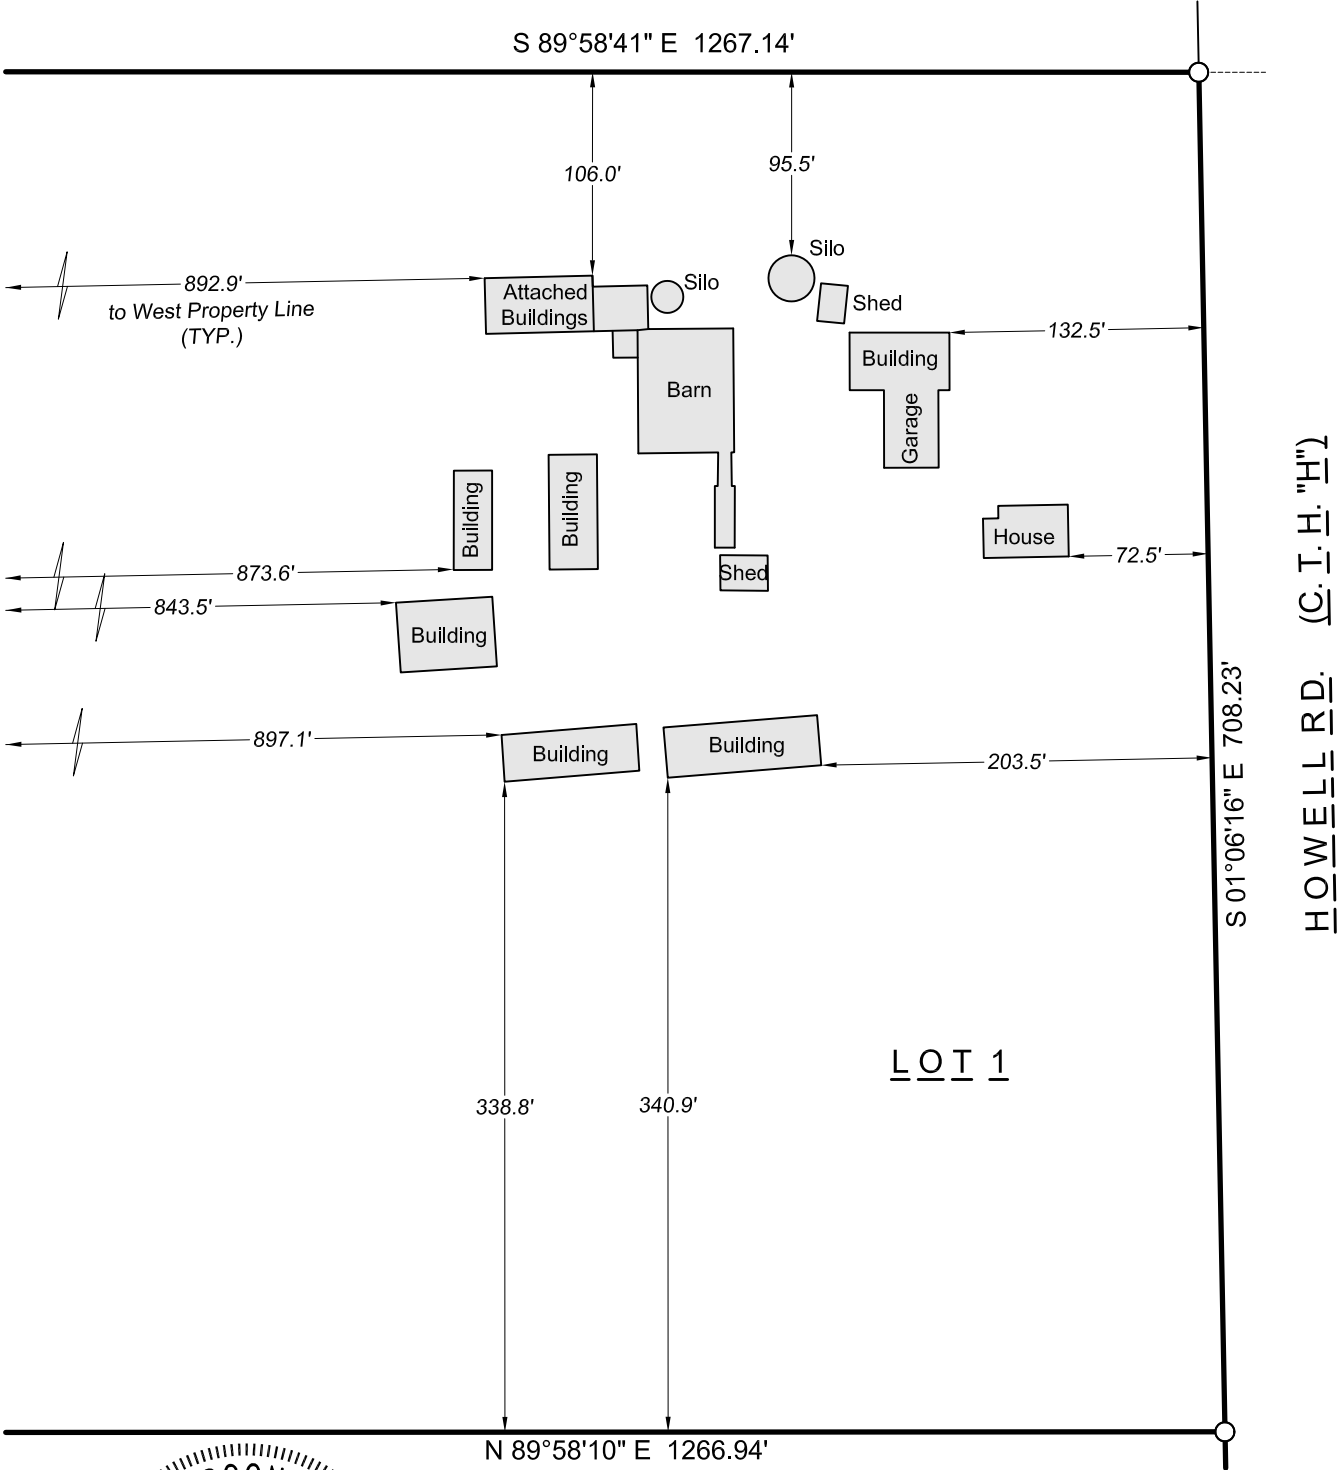 S 89°58'41" E 1267.14'
106.0'
95.5'
Silo
892.9'
to West Property Line
(TYP.)
Attached
Buildings
Silo
Shed
132.5'
Building
Garage
Barn
Building
Building
House
72.5'
873.6'
Shed
843.5'
Building
897.1'
Building
Building
203.5'
S 01°06'16" E 708.23'
HOWELL RD. (C.T.H. "H")
LOT 1
338.8'
340.9'
N 89°58'10" E 1266.94'